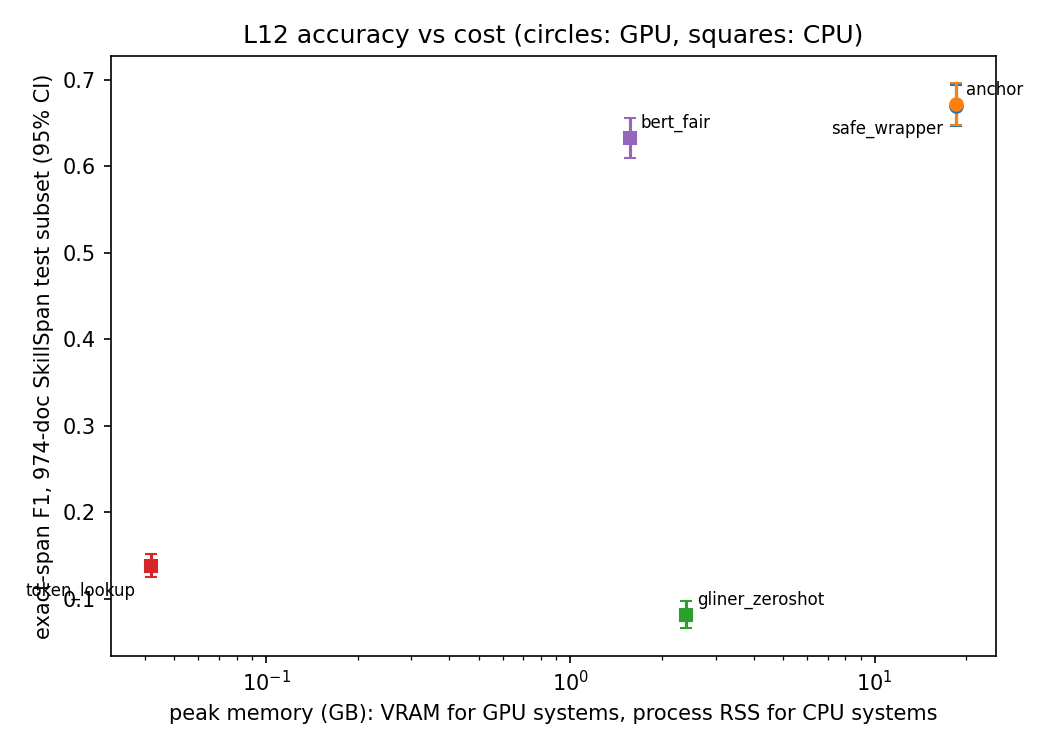 L12 accuracy vs cost (circles: GPU, squares: CPU)
exact-span F1, 974-doc SkillSpan test subset (95% CI)
0.7
0.6
0.5
0.4
0.3
0.2
0.1
anchor
safe_wrapper
bert_fair
token_lookup
gliner_zeroshot
10⁻¹
10⁰
10¹
peak memory (GB): VRAM for GPU systems, process RSS for CPU systems